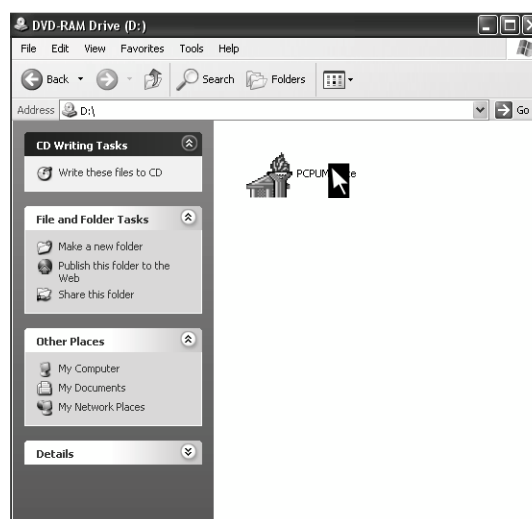 DVD-RAM Drive (D:)
File Edit View Favorites Tools Help
Back Search Folders
Address D:\ Go
CD Writing Tasks
Write these files to CD
File and Folder Tasks
Make a new folder
Publish this folder to the
Web
Share this folder
Other Places
My Computer
My Documents
My Network Places
Details